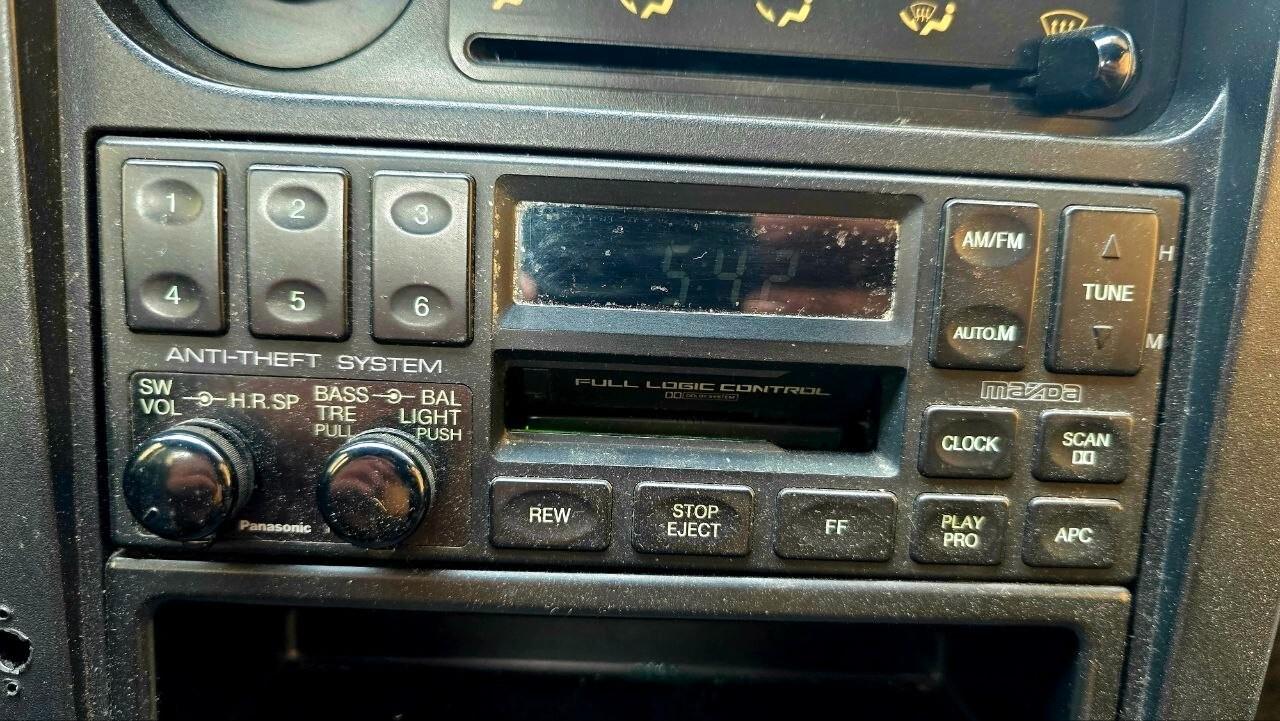 1 2 3
4 5 6
ANTI-THEFT SYSTEM
SW
VOL
H.R.SP
BASS
TRE
PULL
BAL
LIGHT
PUSH
Panasonic
5:42
FULL LOGIC CONTROL
DOLBY SYSTEM
REW
STOP
EJECT
FF
AM/FM
AUTO.M
TUNE
H
M
mazda
CLOCK
SCAN
PLAY
PRO
APC